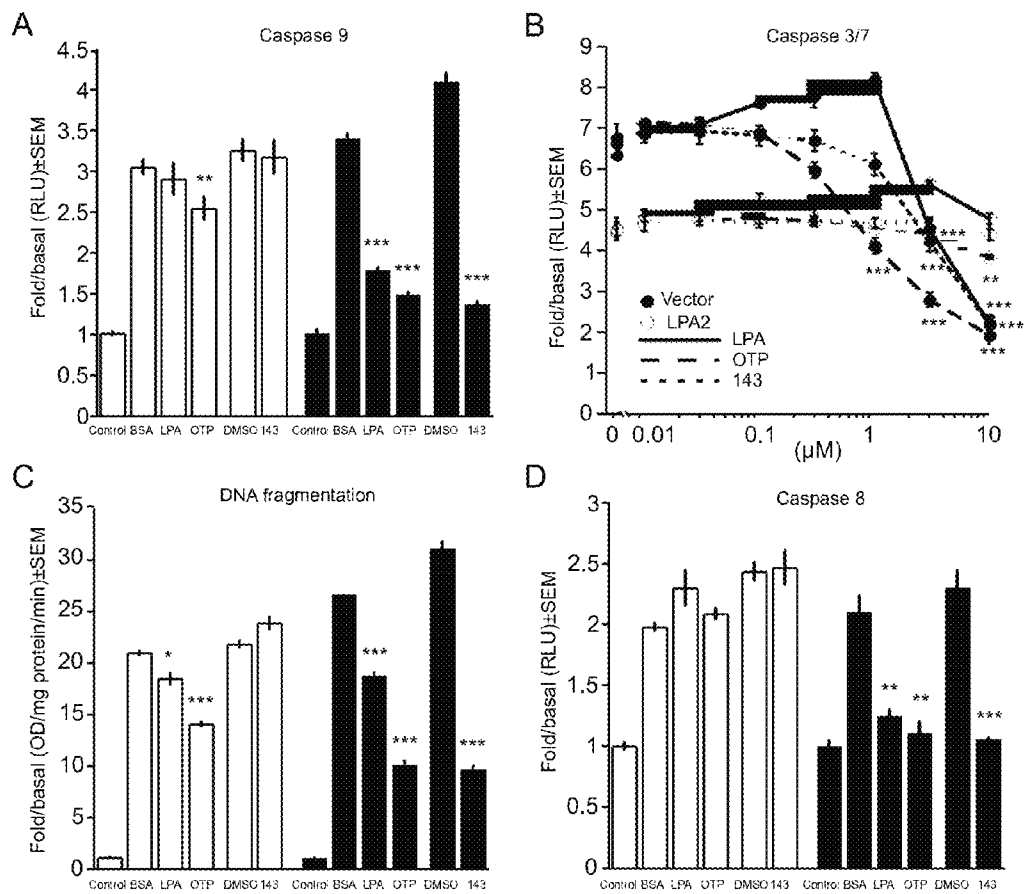 A
Caspase 9
Fold/basal (RLU)±SEM
4.5
4
3.5
3
2.5
2
1.5
1
0.5
0
**
***
***
***
Control BSA LPA OTP DMSO 143 Contro BSA LPA OTP DMSO 143
B
Caspase 3/7
Fold/basal (RLU)±SEM
9
8
7
6
5
4
3
2
1
0
***
**
***
***
***
***
***
***
Vector
LPA2
LPA
OTP
143
0 0.01 0.1 1 10
(µM)
C
DNA fragmentation
Fold/basal (OD/mg protein/min)±SEM
35
30
25
20
15
10
5
0
*
***
***
***
***
Control BSA LPA OTP DMSO 143 Contro BSA LPA OTP DMSO 143
D
Caspase 8
Fold/basal (RLU)±SEM
3
2.5
2
1.5
1
0.5
0
**
**
***
Control BSA LPA OTP DMSO 143 Control BSA LPA OTP DMSO 143